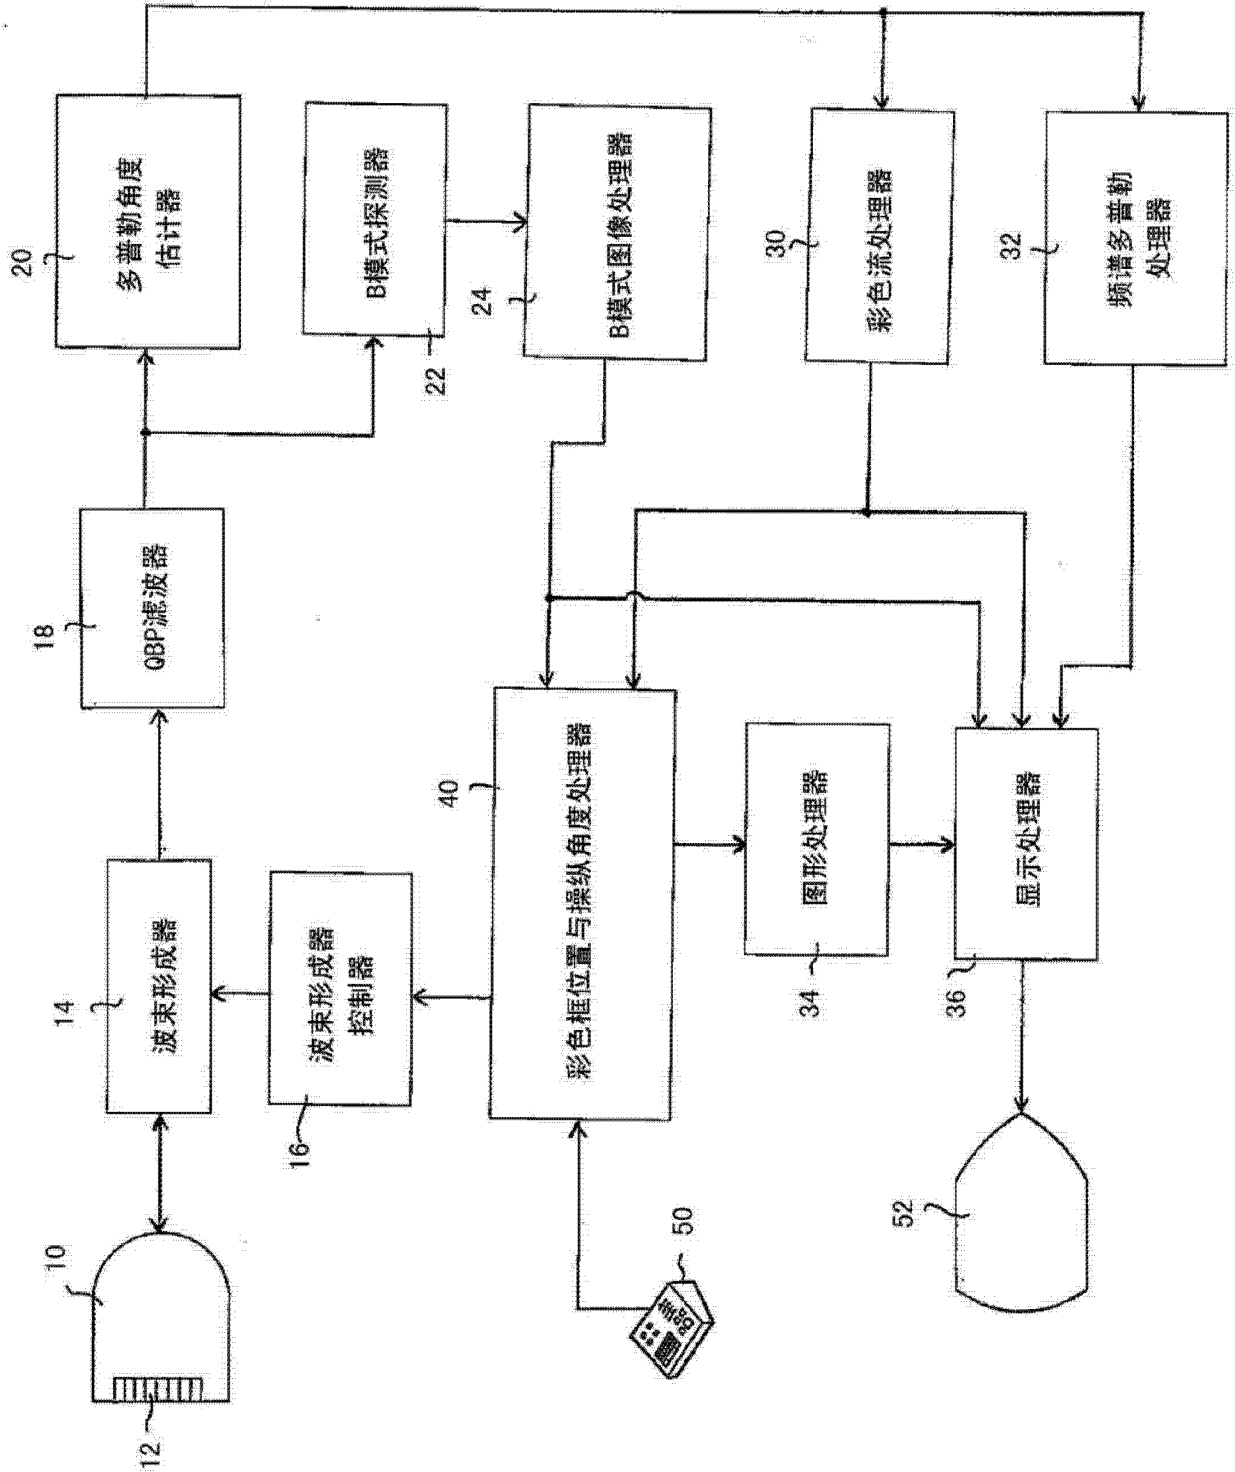 10
12
波束形成器
14
波束形成器
控制器
16
QBP滤波器
18
多普勒角度
估计器
20
B模式探测器
22
B模式图像处理器
24
彩色流处理器
30
频谱多普勒
处理器
32
彩色框位置与操纵角度处理器
40
图形处理器
34
显示处理器
36
50
52